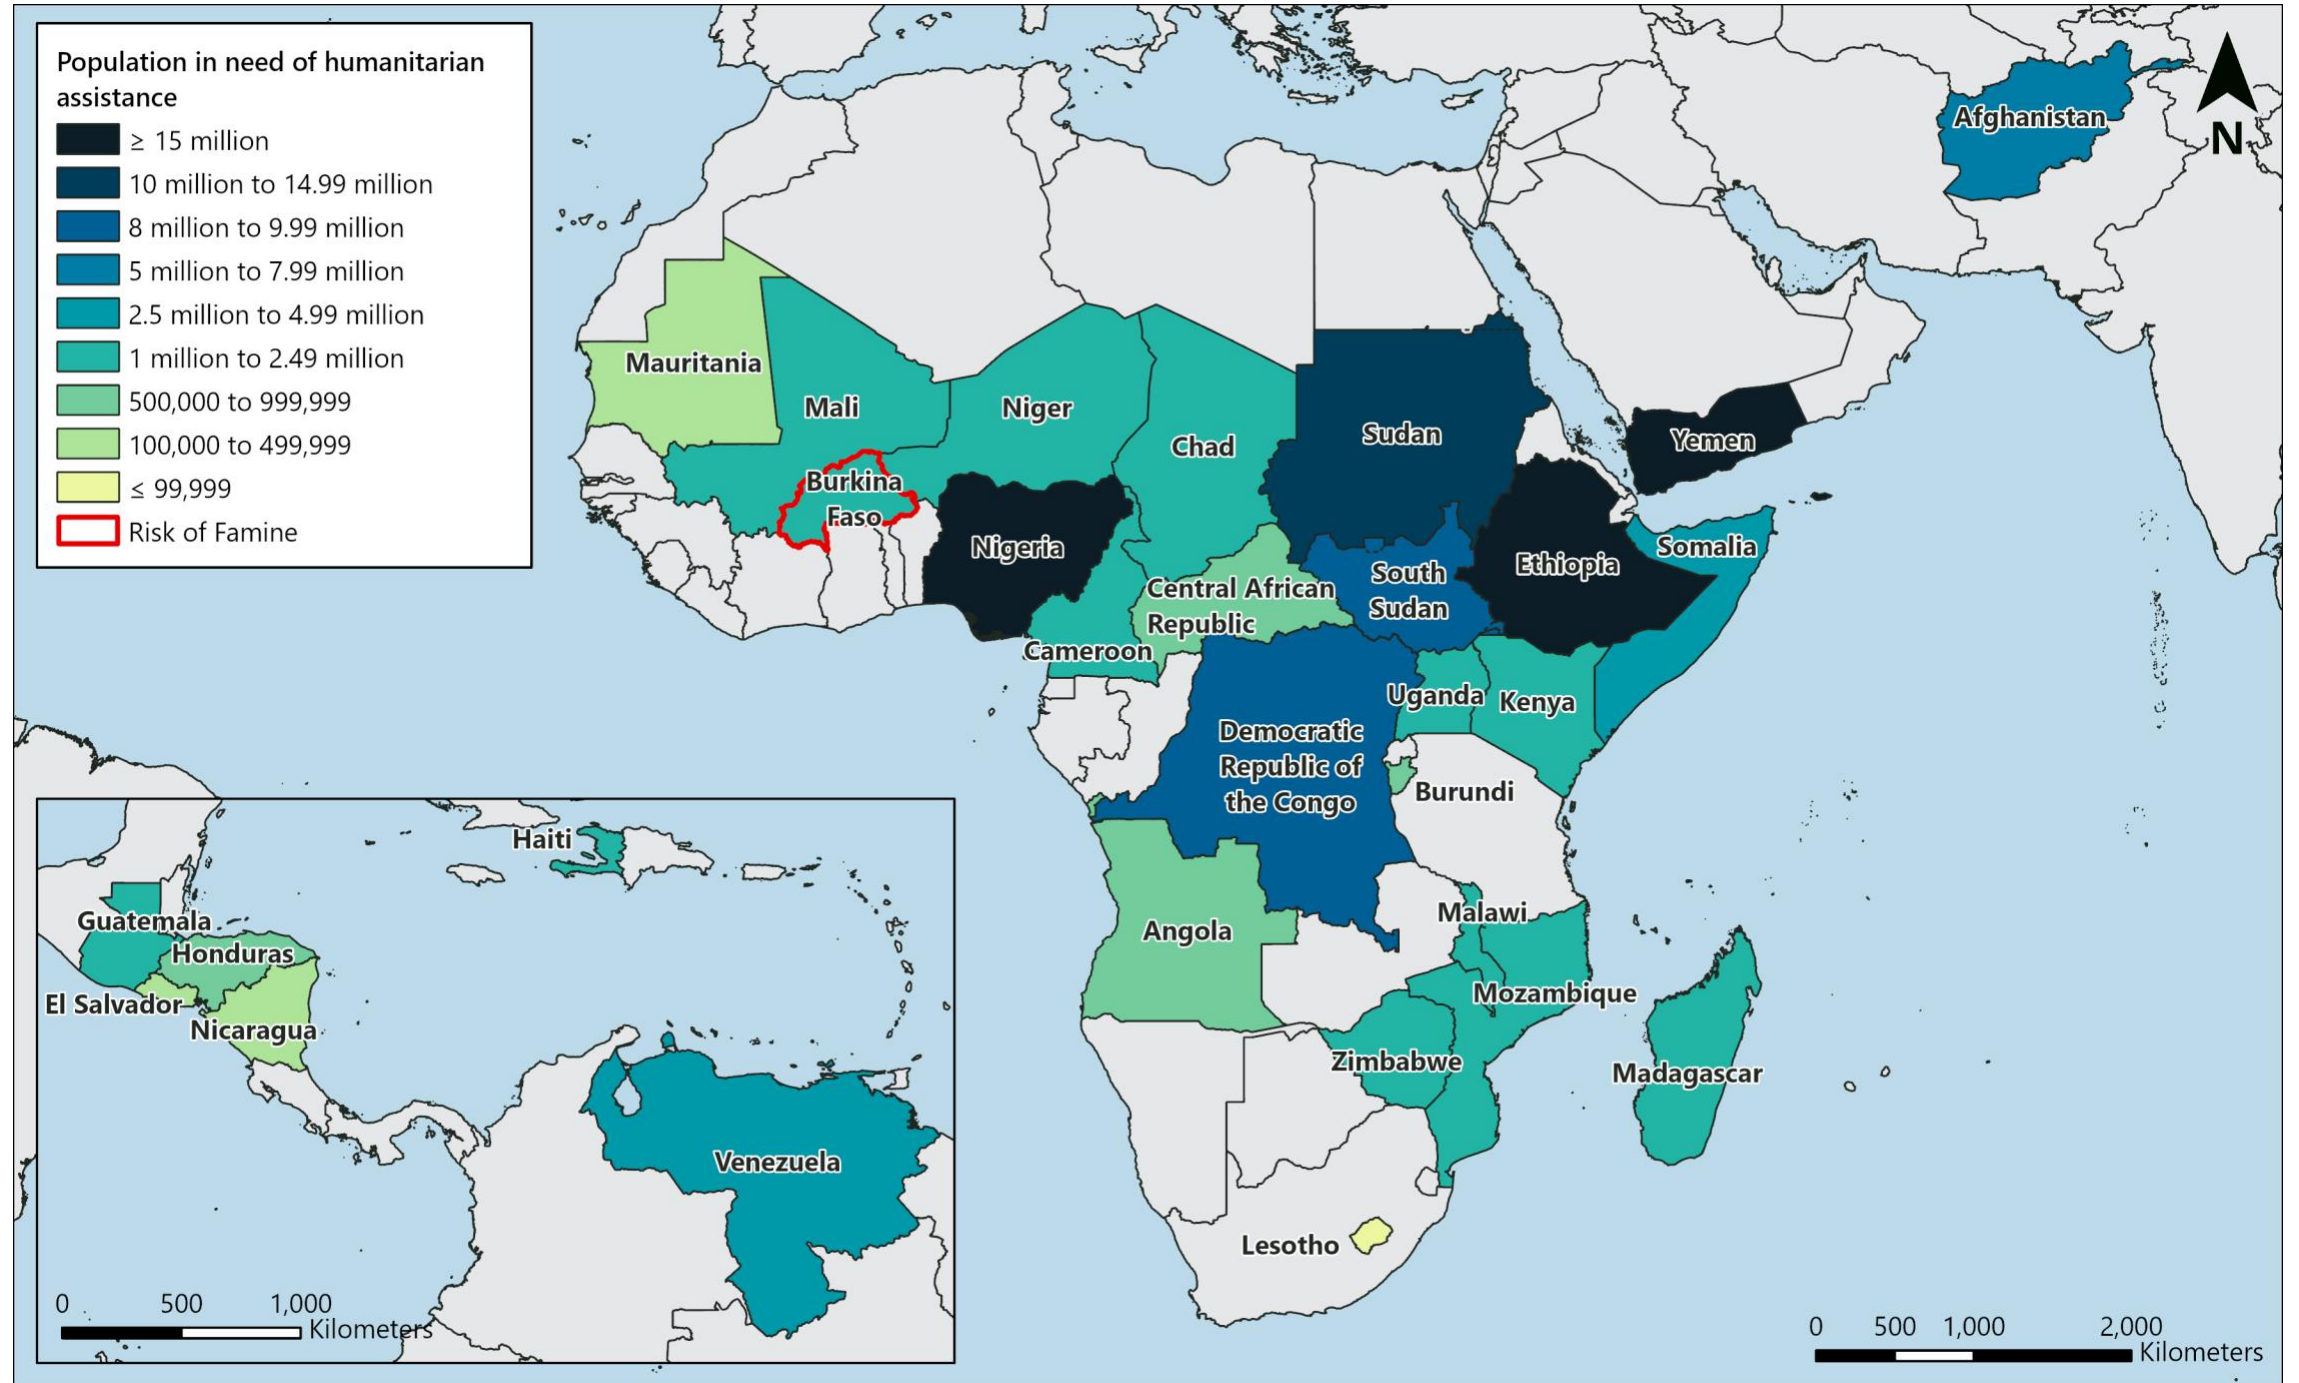 Population in need of humanitarian
assistance
≥ 15 million
10 million to 14.99 million
8 million to 9.99 million
5 million to 7.99 million
2.5 million to 4.99 million
1 million to 2.49 million
500,000 to 999,999
100,000 to 499,999
≤ 99,999
Risk of Famine
Afghanistan
N
Mauritania
Mali
Niger
Chad
Sudan
Yemen
Burkina
Faso
Nigeria
Ethiopia
Somalia
South
Sudan
Central African
Republic
Cameroon
Uganda
Kenya
Democratic
Republic of
the Congo
Burundi
Angola
Malawi
Mozambique
Zimbabwe
Madagascar
Lesotho
Haiti
Guatemala
Honduras
El Salvador
Nicaragua
Venezuela
0 500 1,000
Kilometers
0 500 1,000 2,000
Kilometers